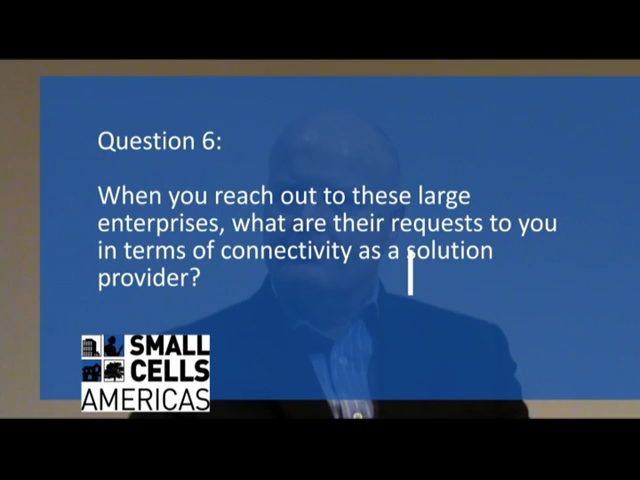 Question 6:
When you reach out to these large
enterprises, what are their requests to you
in terms of connectivity as a solution
provider?
SMALL
CELLS
AMERICAS